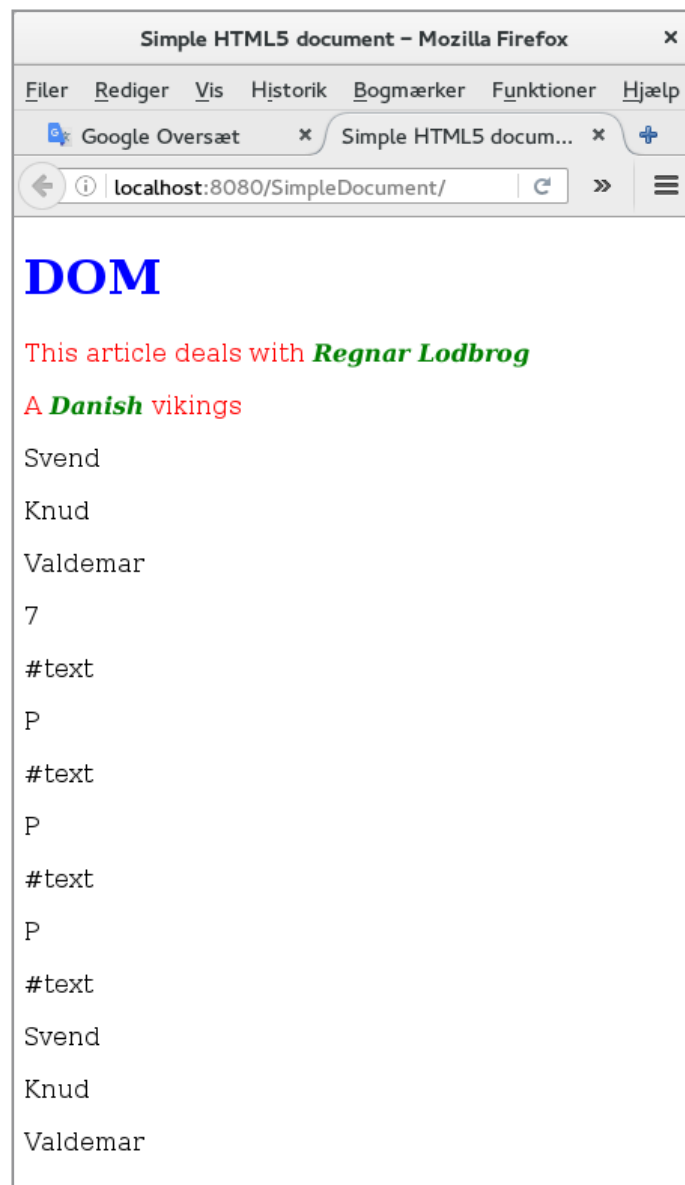 Simple HTML5 document – Mozilla Firefox ×
Filer Rediger Vis Historik Bogmærker Funktioner Hjælp
Google Oversæt × Simple HTML5 docum... ×
localhost:8080/SimpleDocument/ »
DOM
This article deals with Regnar Lodbrog
A Danish vikings
Svend
Knud
Valdemar
7
#text
P
#text
P
#text
P
#text
Svend
Knud
Valdemar